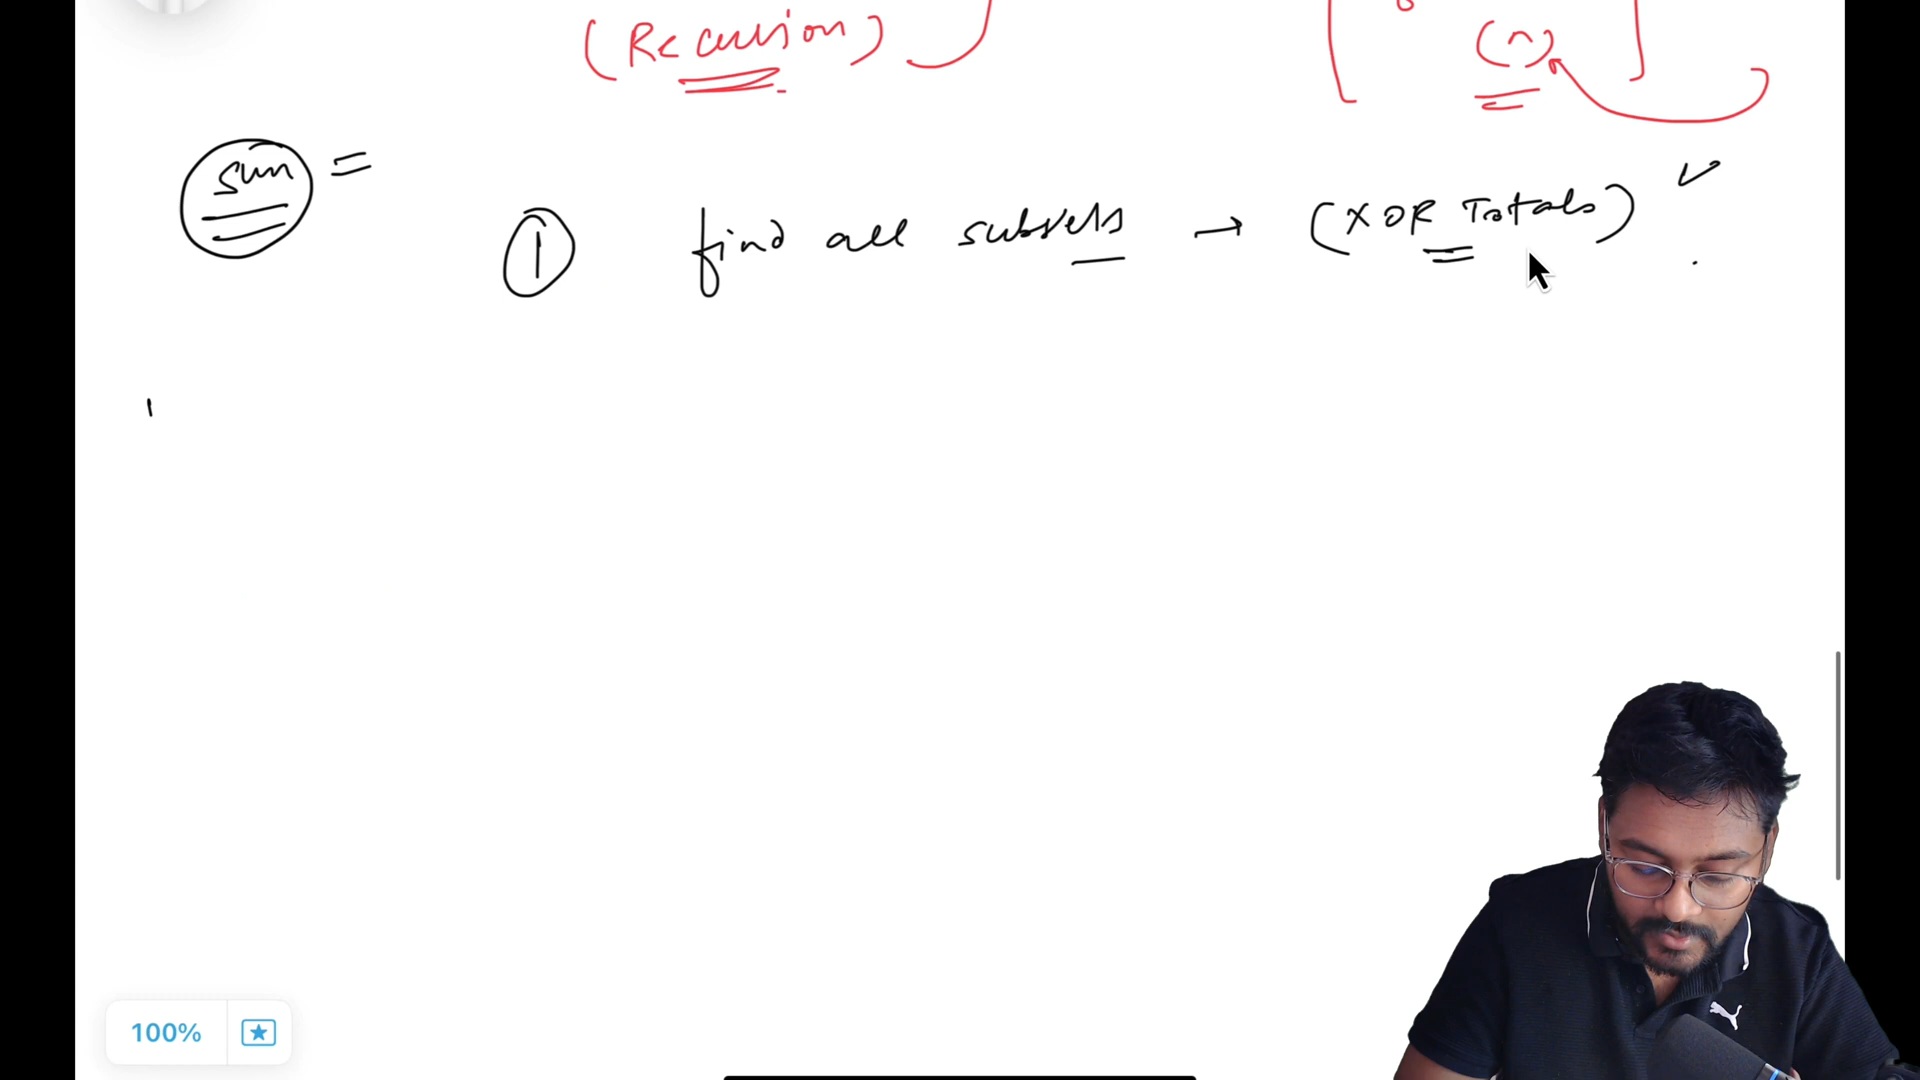 (Recursion)
(n)
sum =
① find all subsets → (XOR Totals) ✓
100%